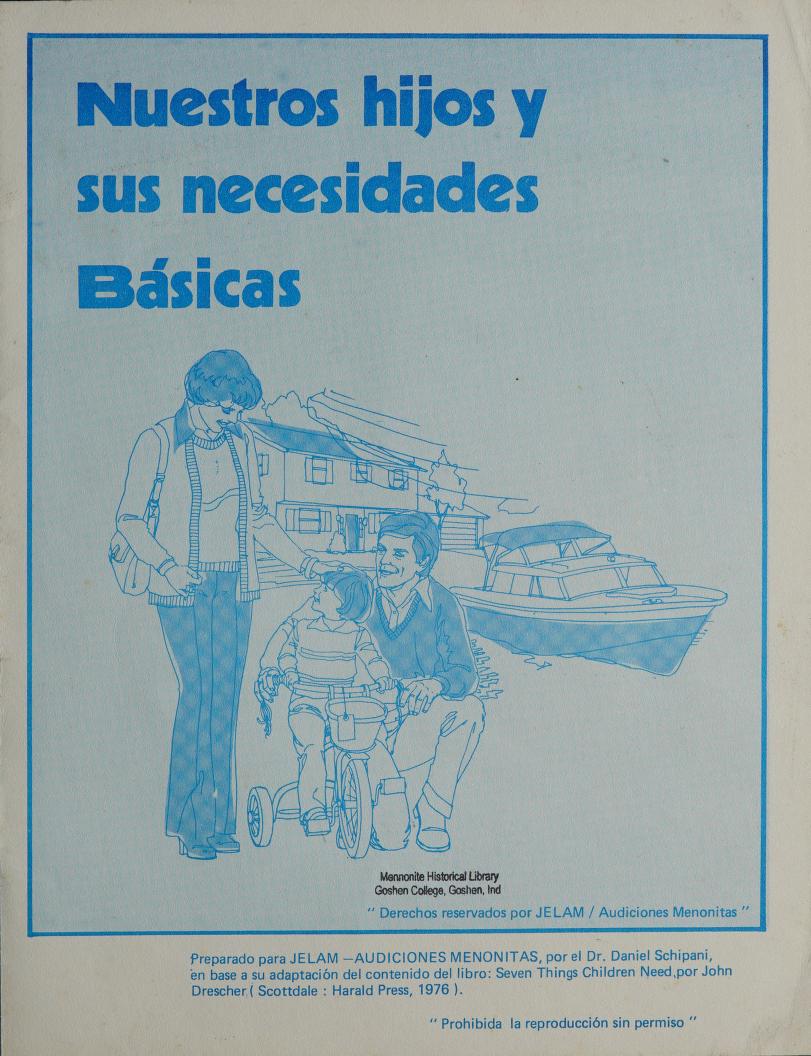 Nuestros hijos y
sus necesidades
Básicas
Mennonite Historical Library
Goshen College, Goshen, Ind
“ Derechos reservados por JELAM / Audiciones Menonitas ”
Preparado para JELAM —AUDICIONES MENONITAS, por el Dr. Daniel Schipani,
en base a su adaptación del contenido del libro: Seven Things Children Need,por John
Drescher ( Scottdale : Harald Press, 1976 ).
“ Prohibida la reproducción sin permiso ”